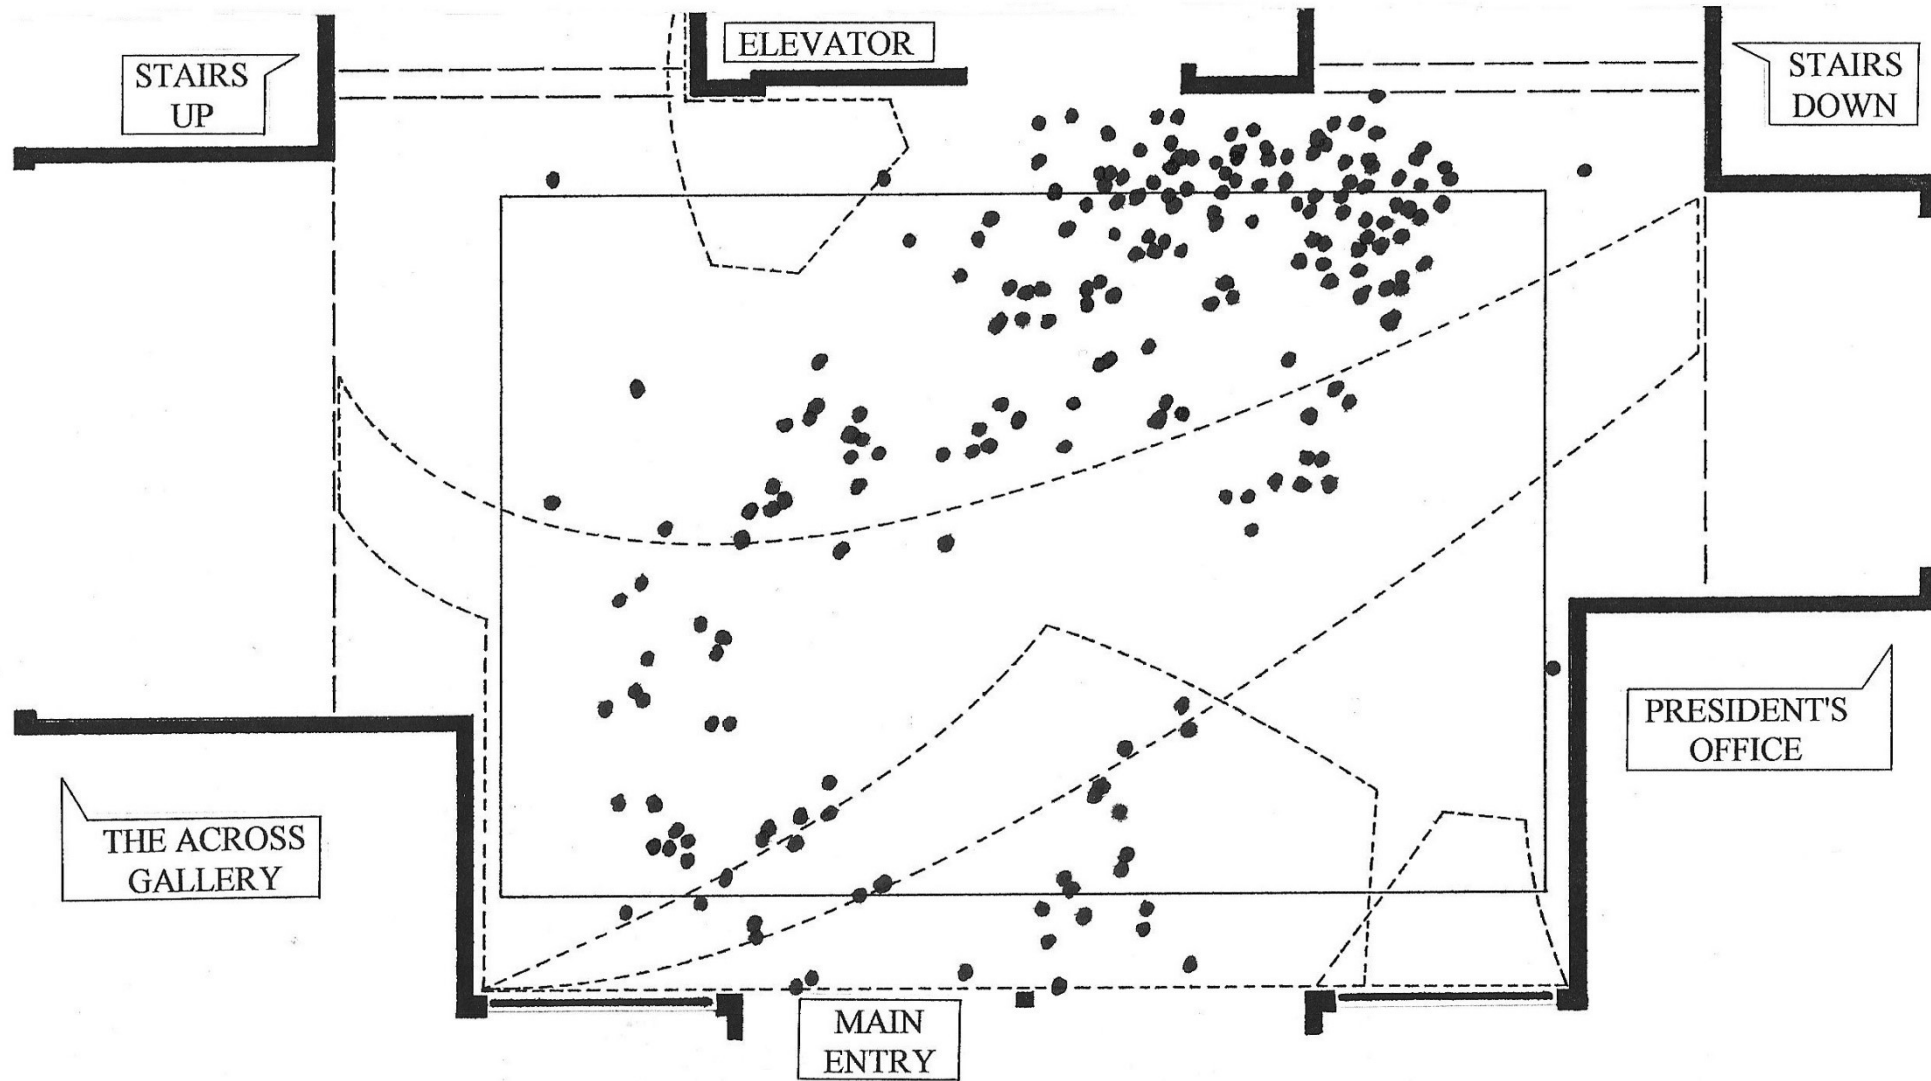 STAIRS
UP
ELEVATOR
STAIRS
DOWN
PRESIDENT'S
OFFICE
THE ACROSS
GALLERY
MAIN
ENTRY